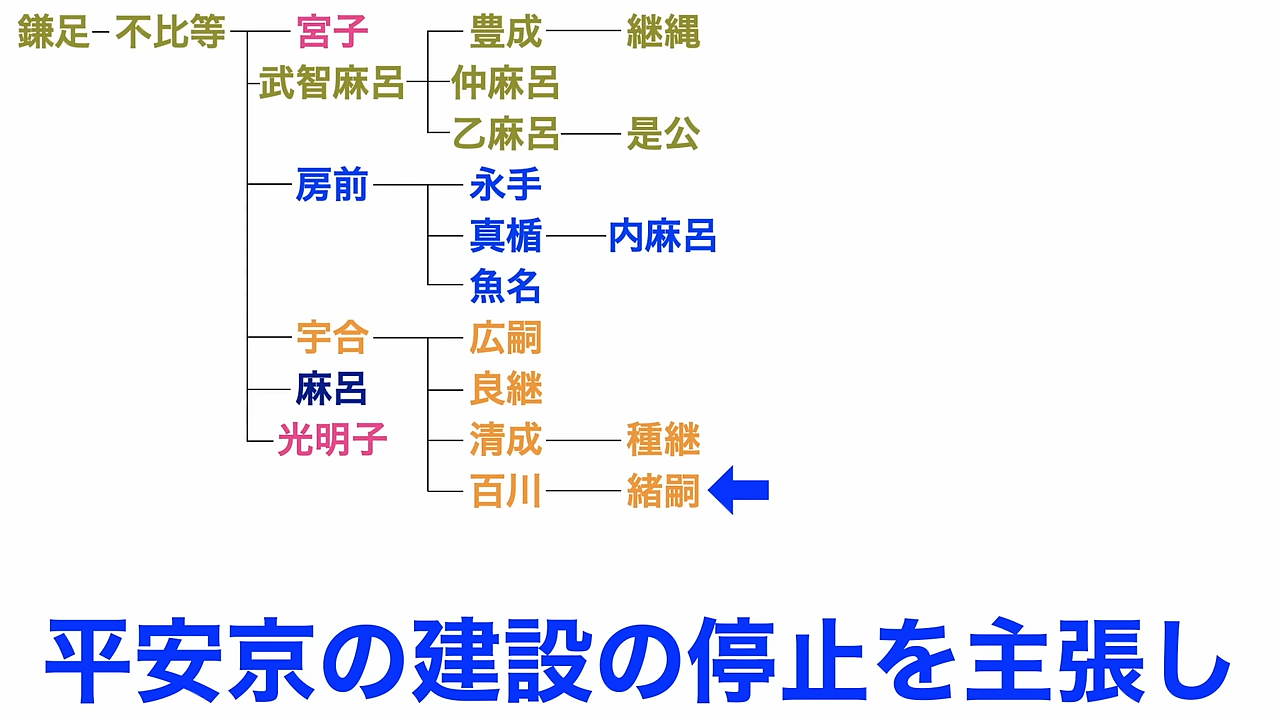 鎌足 不比等 宮子 豊成 継縄
武智麻呂 仲麻呂
乙麻呂 是公
房前 永手
真楯 内麻呂
魚名
宇合 広嗣
麻呂 良継
光明子 清成 種継
百川 緒嗣
平安京の建設の停止を主張し